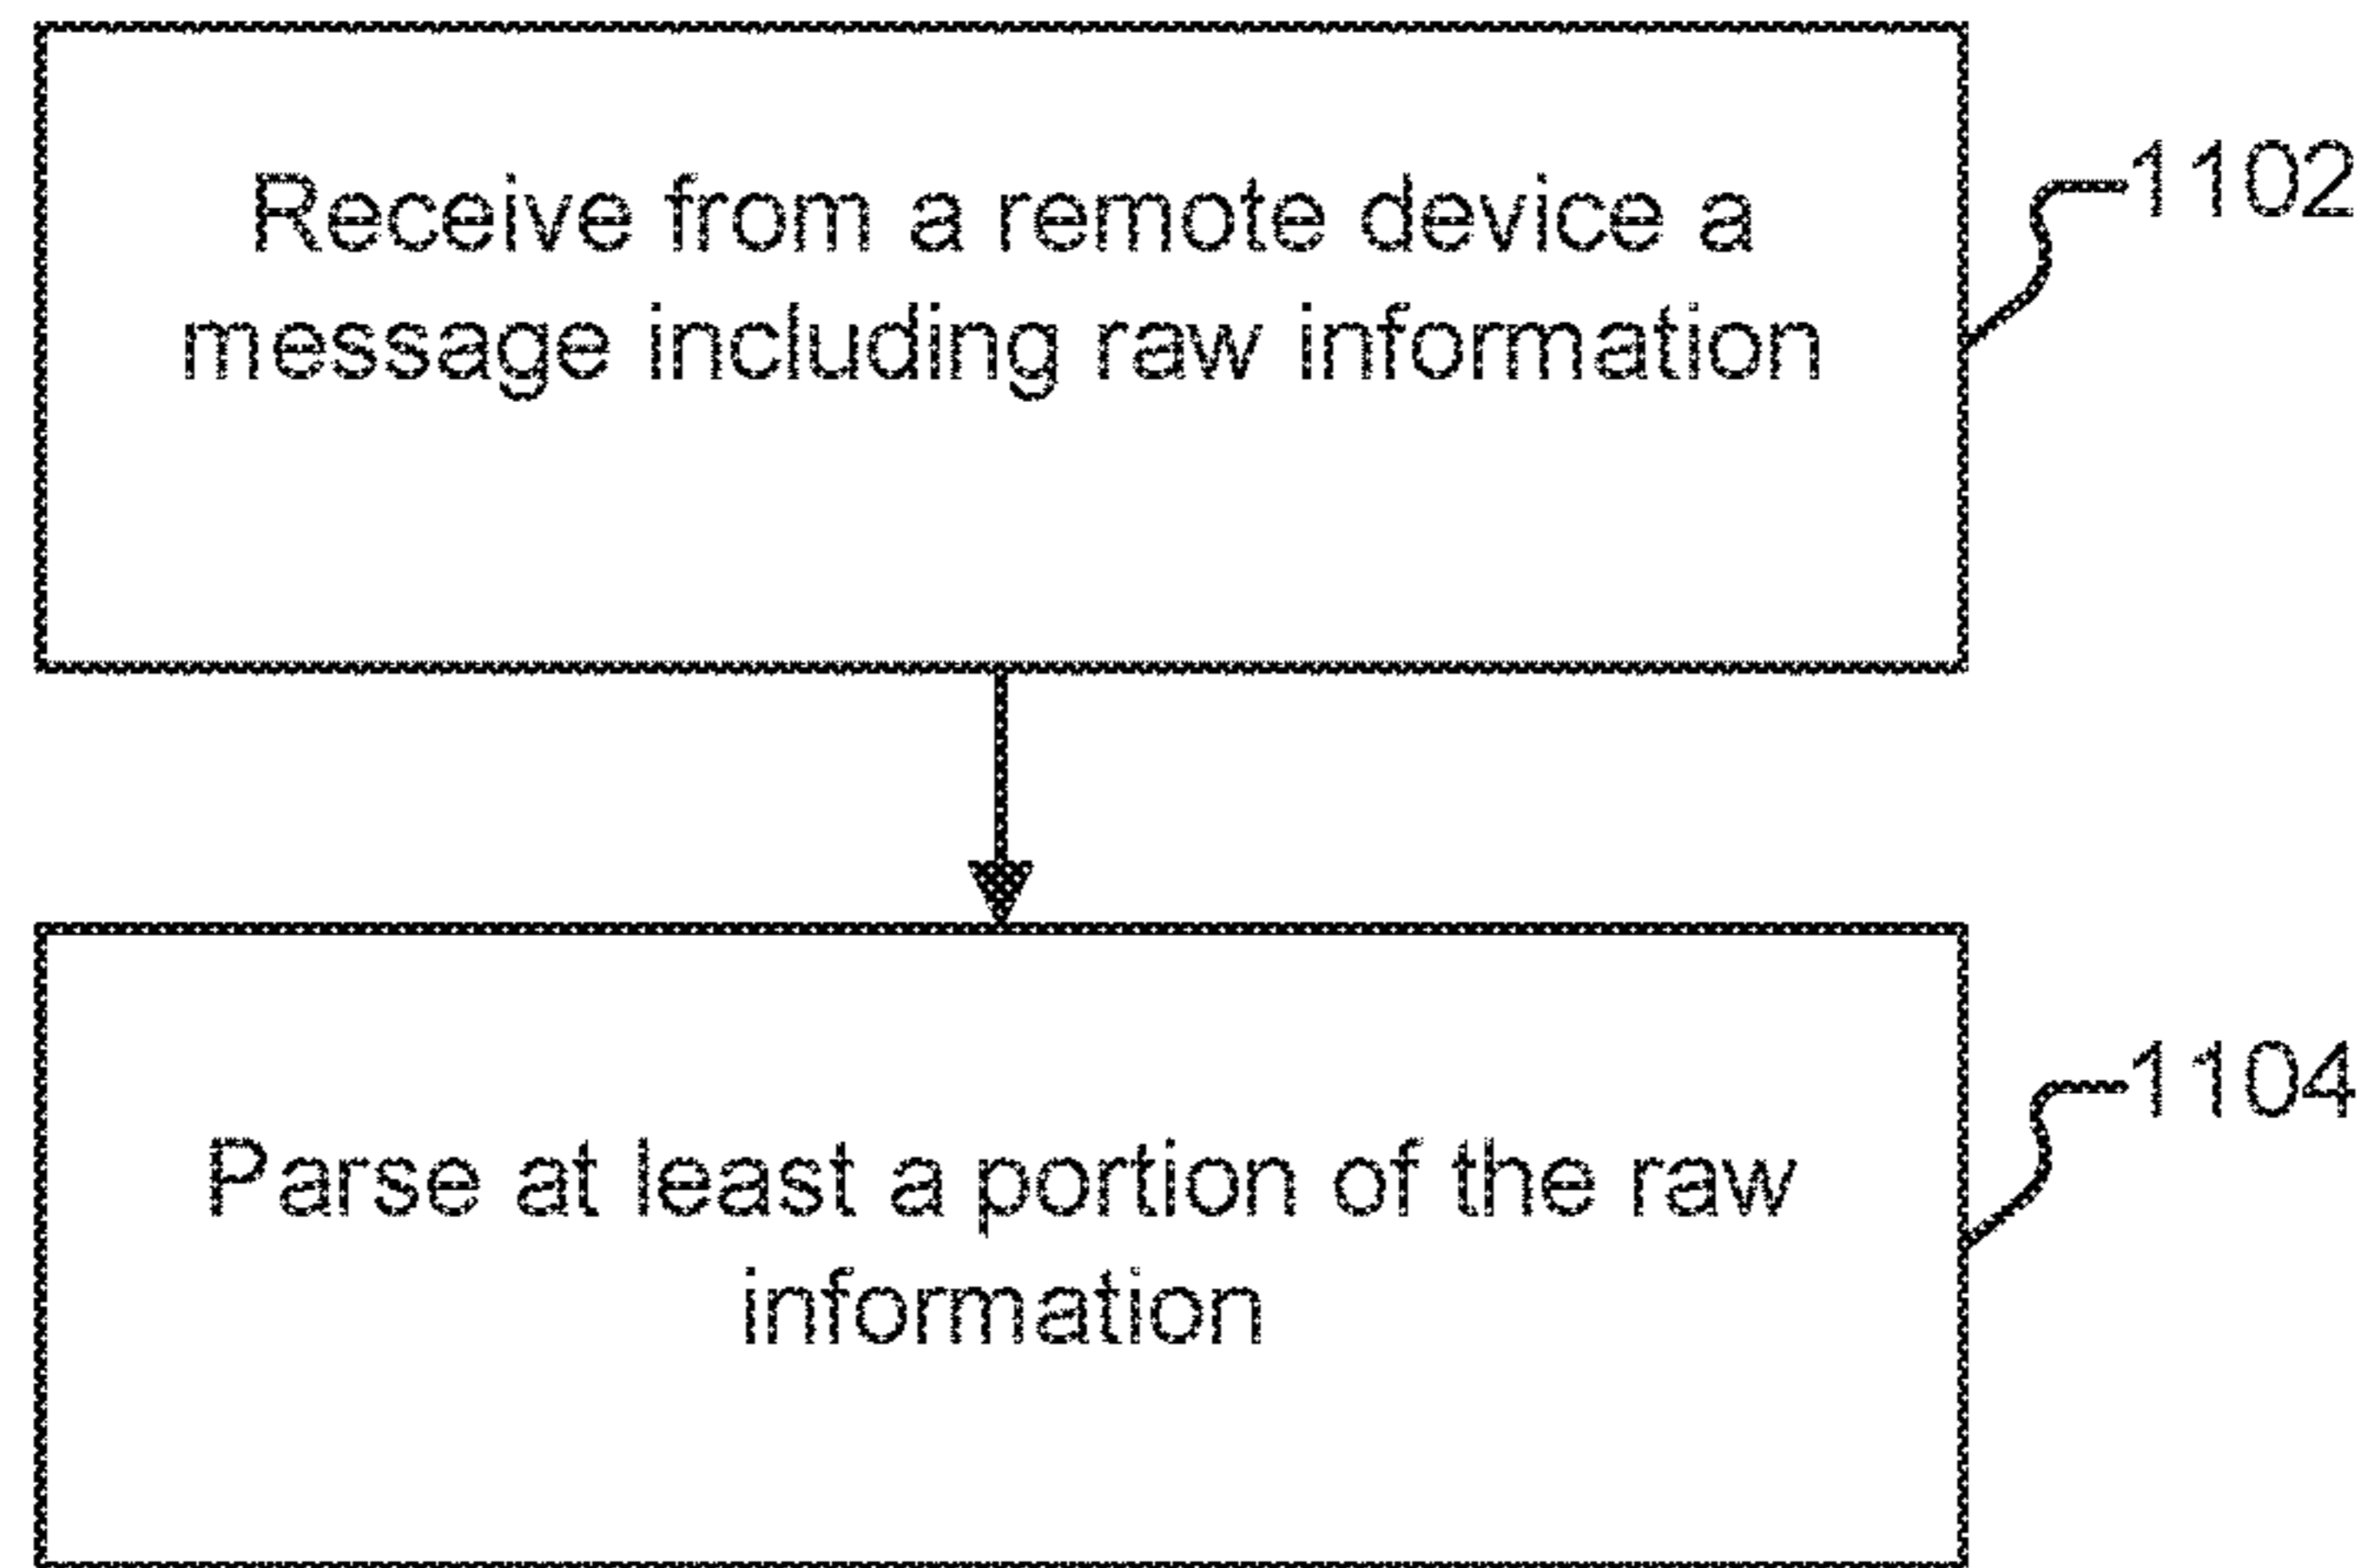 Receive from a remote device a
message including raw information
1102
Parse at least a portion of the raw
information
1104